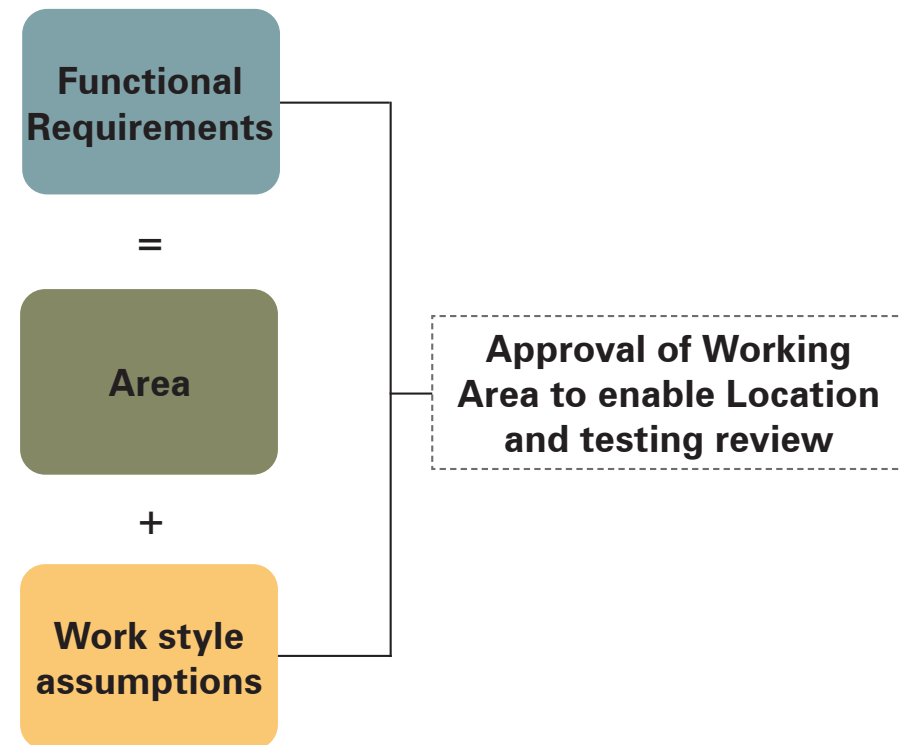 Functional
Requirements
=
Area
+
Work style
assumptions
Approval of Working
Area to enable Location
and testing review